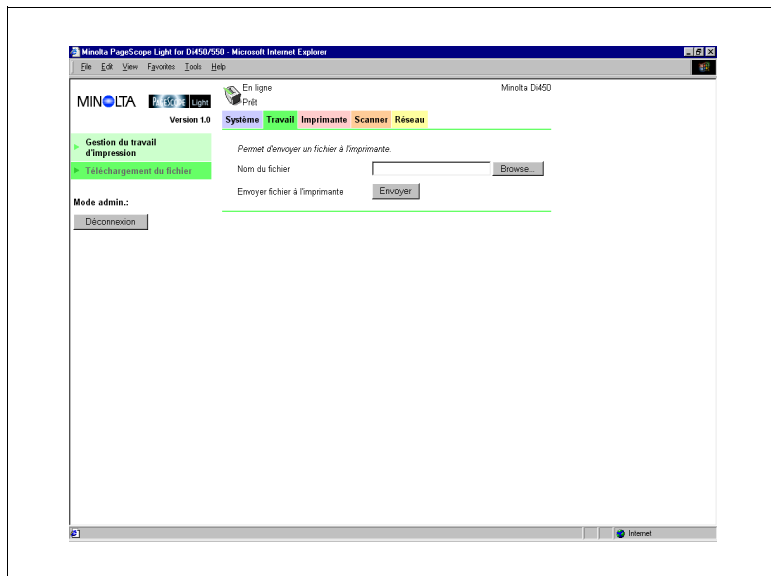 Minolta PageScope Light for Di450/550 - Microsoft Internet Explorer
File Edit View Favorites Tools Help
MINOLTA PAGESCOPE Light
Version 1.0
En ligne
Prêt
Minolta Di450
Système Travail Imprimante Scanner Réseau
Gestion du travail
d'impression
Téléchargement du fichier
Mode admin.:
Déconnexion
Permet d'envoyer un fichier à l'imprimante.
Nom du fichier Browse...
Envoyer fichier à l'imprimante Envoyer
Internet